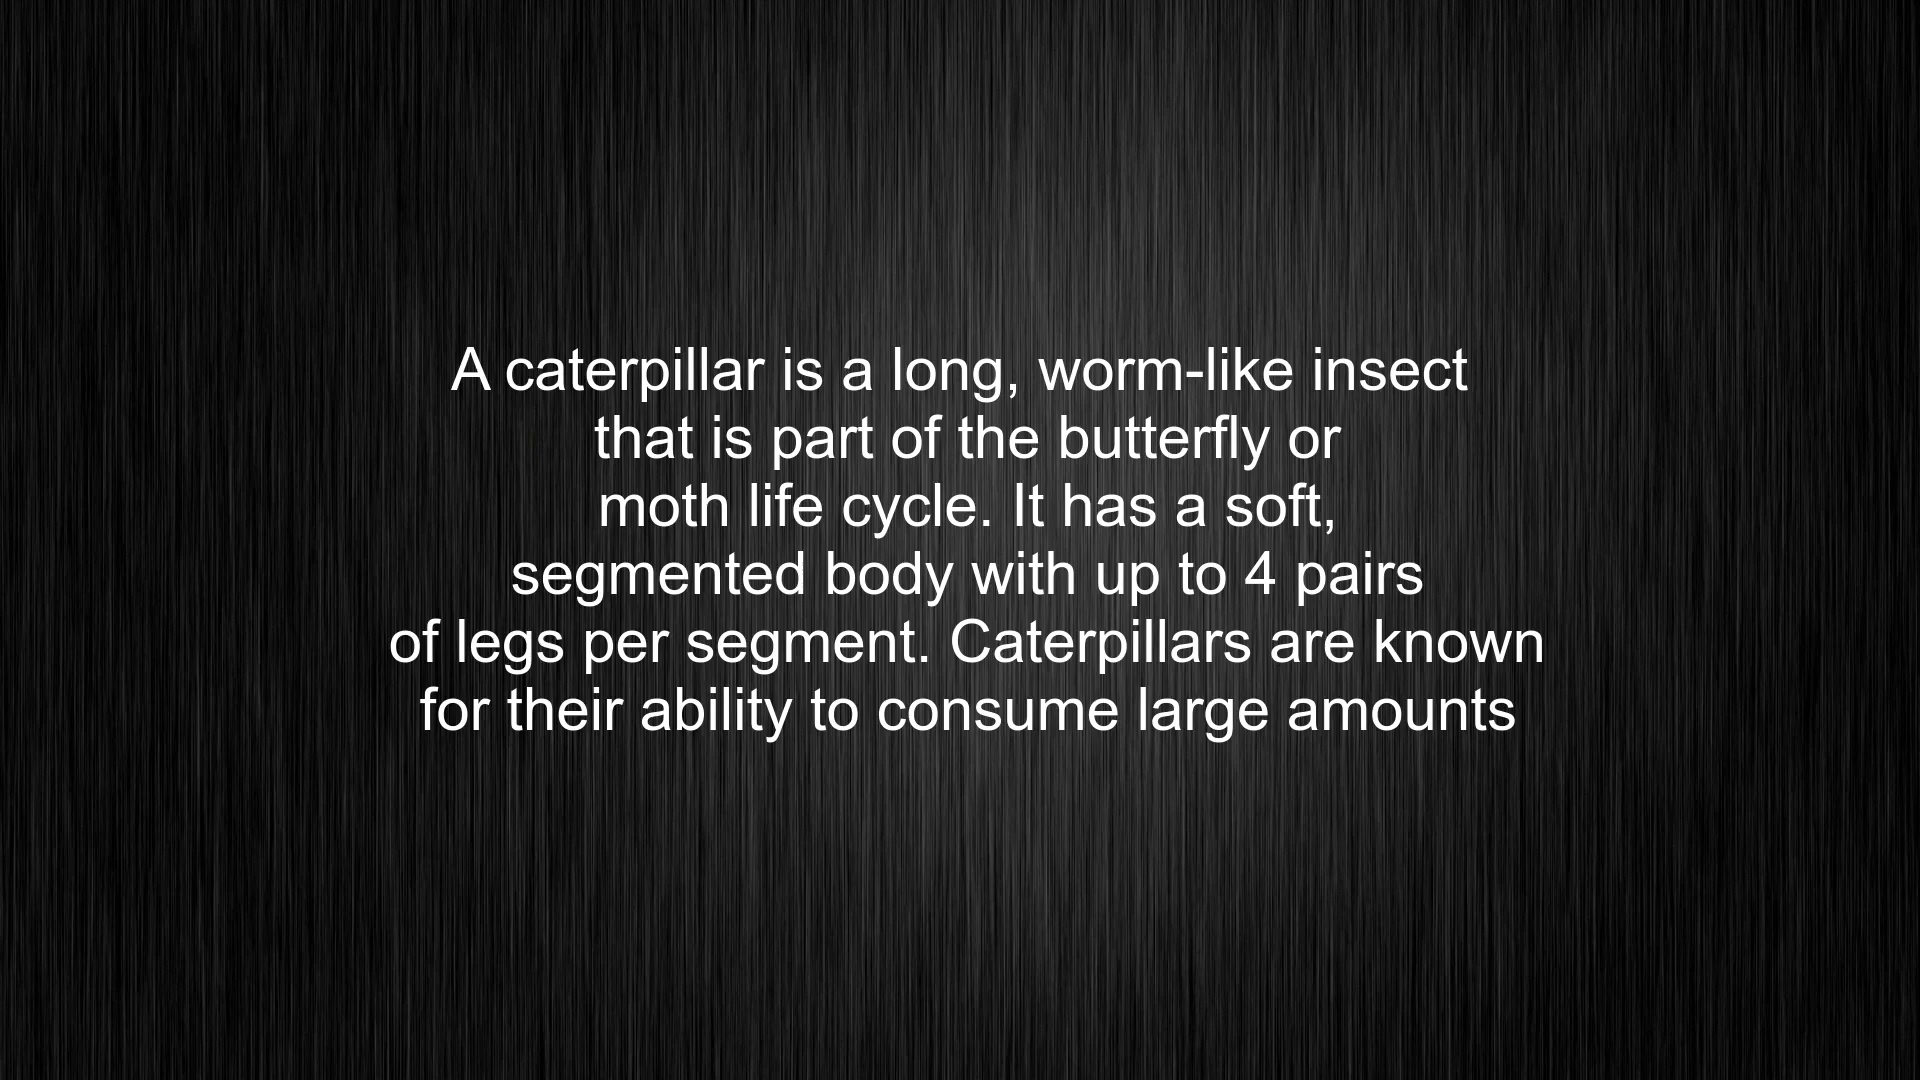 A caterpillar is a long, worm-like insect
that is part of the butterfly or
moth life cycle. It has a soft,
segmented body with up to 4 pairs
of legs per segment. Caterpillars are known
for their ability to consume large amounts